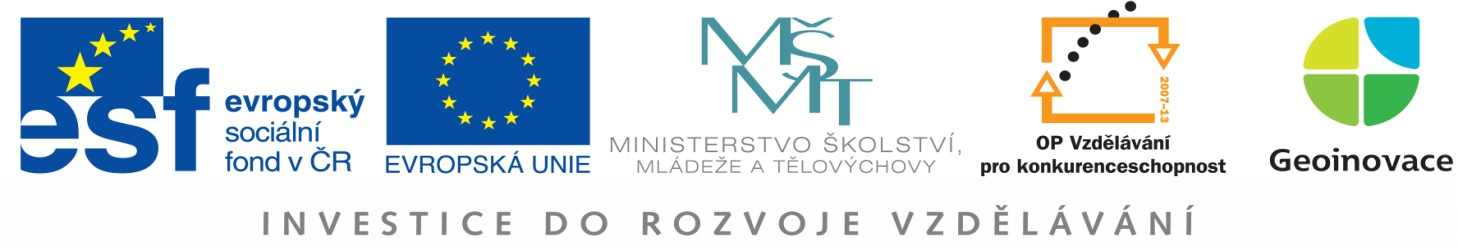 esf
evropský
sociální
fond v ČR
EVROPSKÁ UNIE
MŠMT
MINISTERSTVO ŠKOLSTVÍ,
MLÁDEŽE A TĚLOVÝCHOVY
2007-13
OP Vzdělávání
pro konkurenceschopnost
Geoinovace
INVESTICE DO ROZVOJE VZDĚLÁVÁNÍ